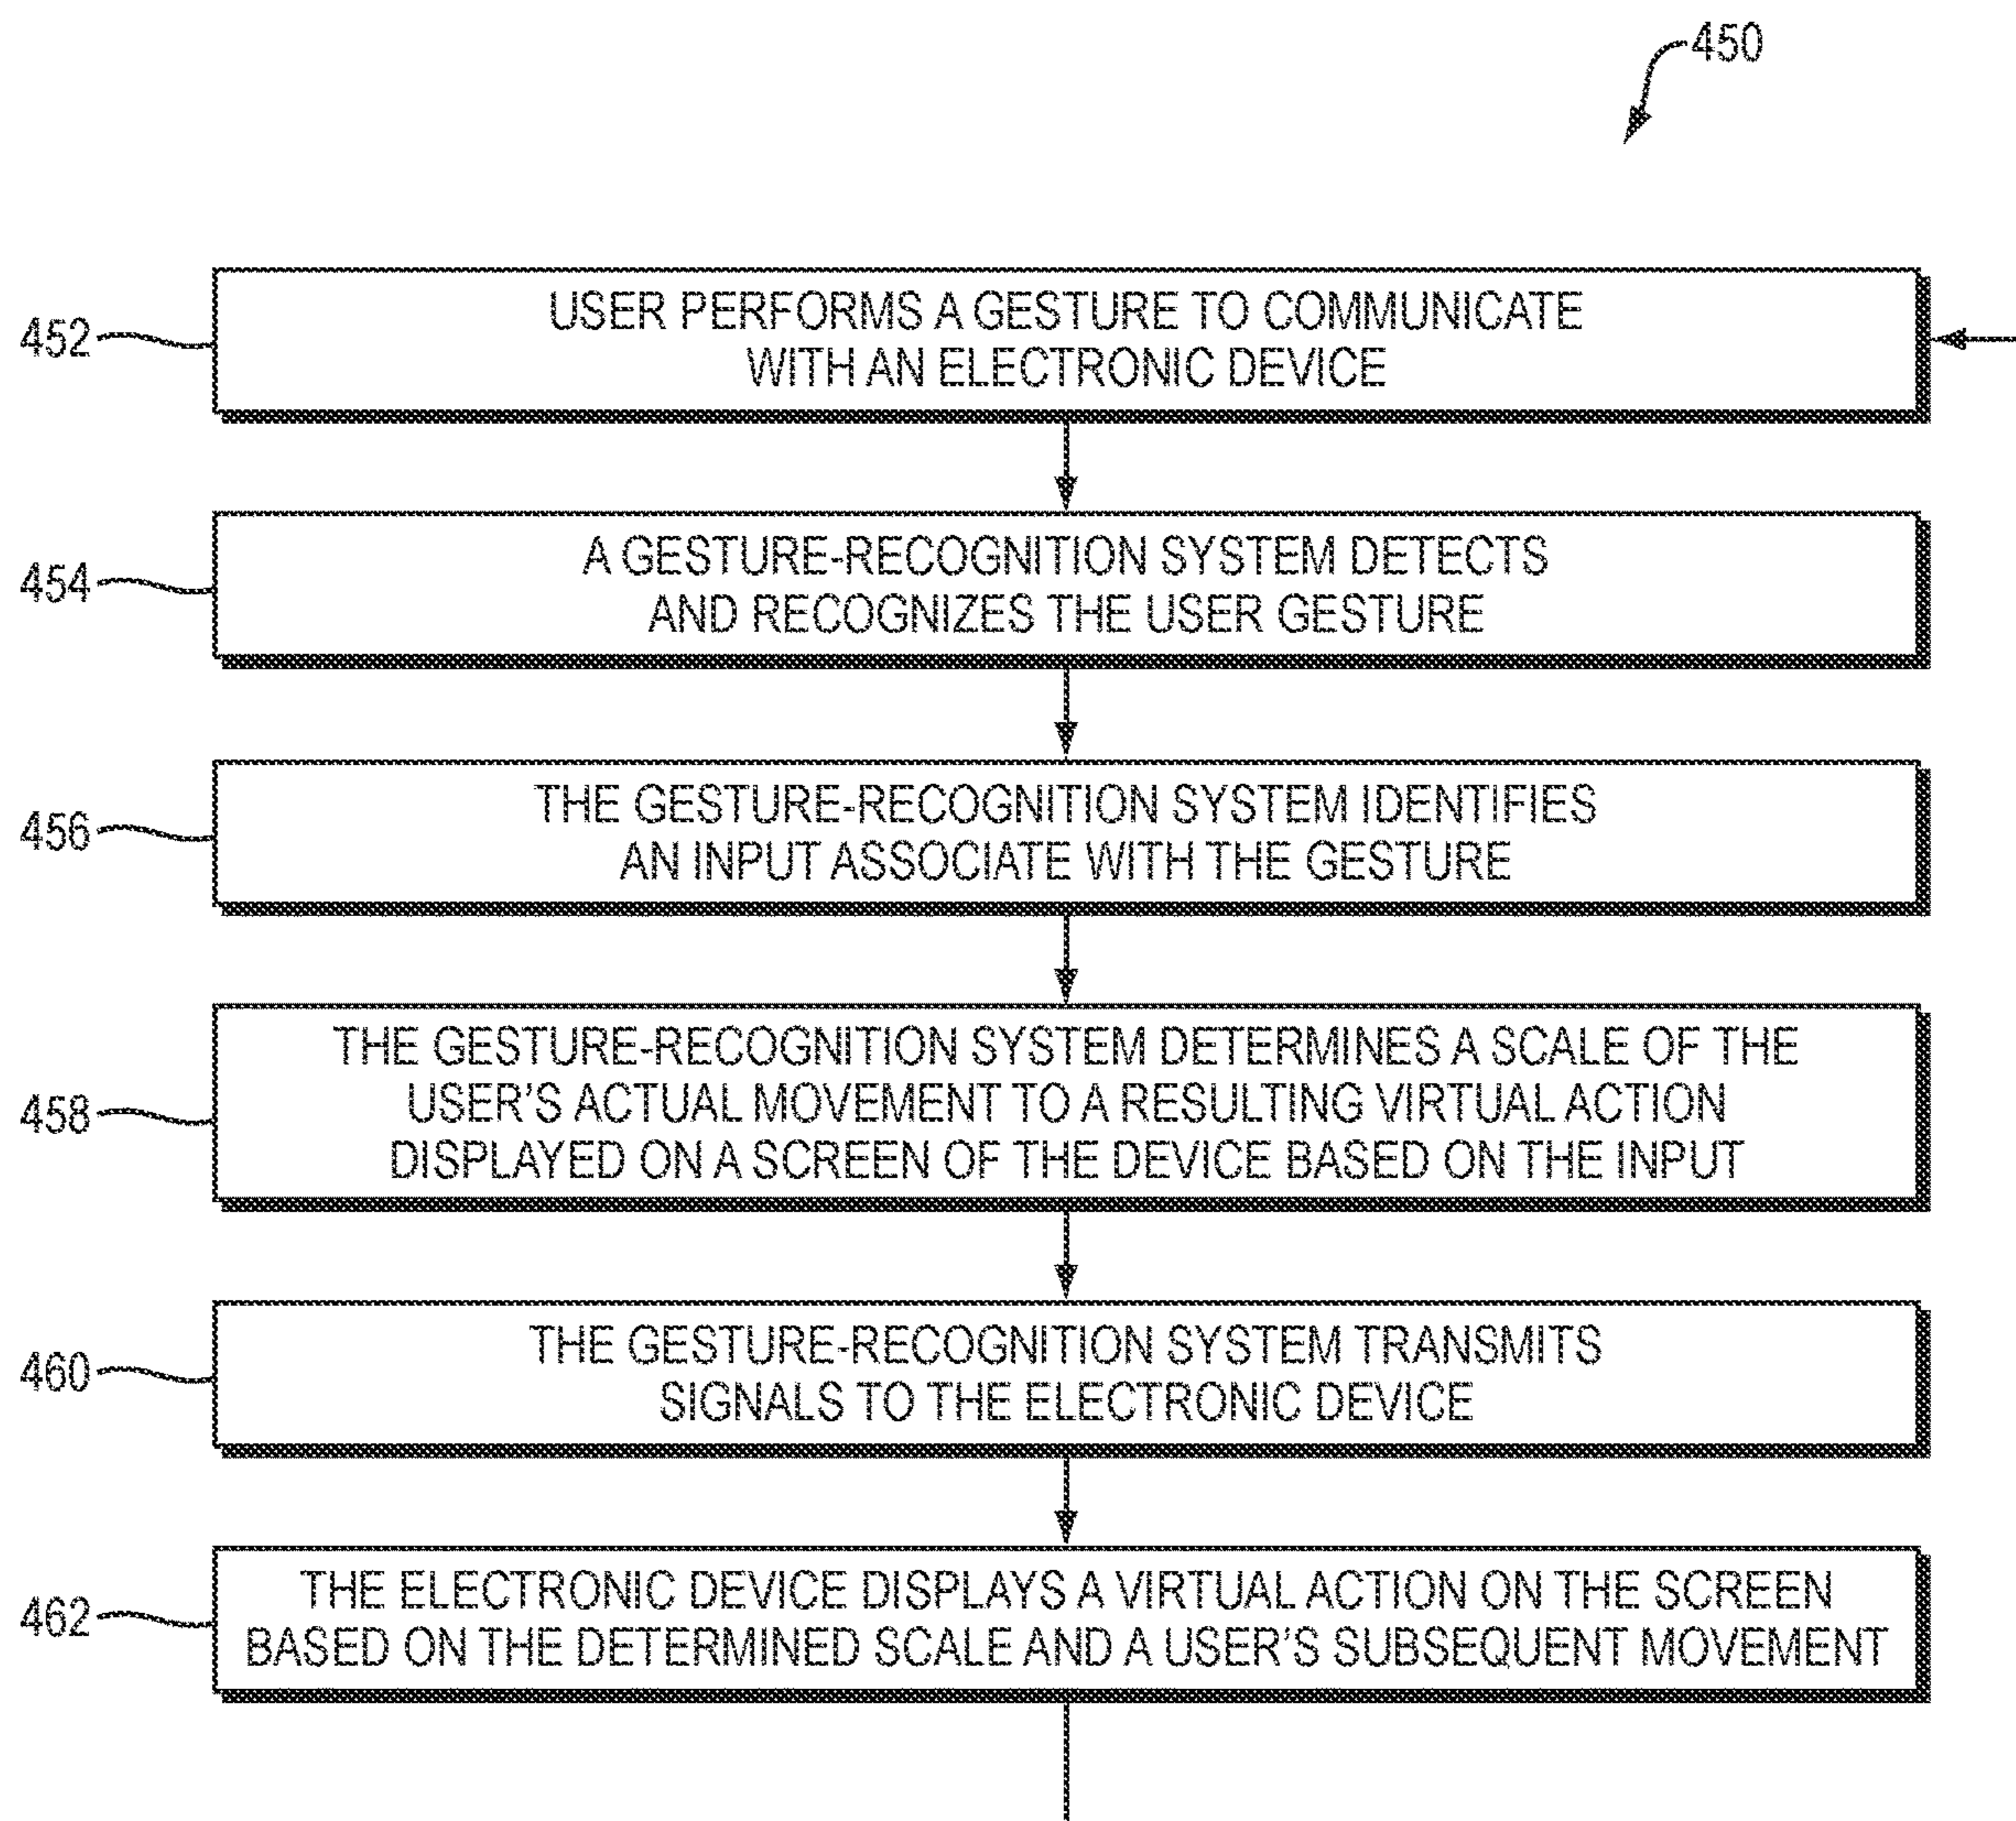 450
452
USER PERFORMS A GESTURE TO COMMUNICATE
WITH AN ELECTRONIC DEVICE
454
A GESTURE-RECOGNITION SYSTEM DETECTS
AND RECOGNIZES THE USER GESTURE
456
THE GESTURE-RECOGNITION SYSTEM IDENTIFIES
AN INPUT ASSOCIATE WITH THE GESTURE
458
THE GESTURE-RECOGNITION SYSTEM DETERMINES A SCALE OF THE
USER'S ACTUAL MOVEMENT TO A RESULTING VIRTUAL ACTION
DISPLAYED ON A SCREEN OF THE DEVICE BASED ON THE INPUT
460
THE GESTURE-RECOGNITION SYSTEM TRANSMITS
SIGNALS TO THE ELECTRONIC DEVICE
462
THE ELECTRONIC DEVICE DISPLAYS A VIRTUAL ACTION ON THE SCREEN
BASED ON THE DETERMINED SCALE AND A USER'S SUBSEQUENT MOVEMENT